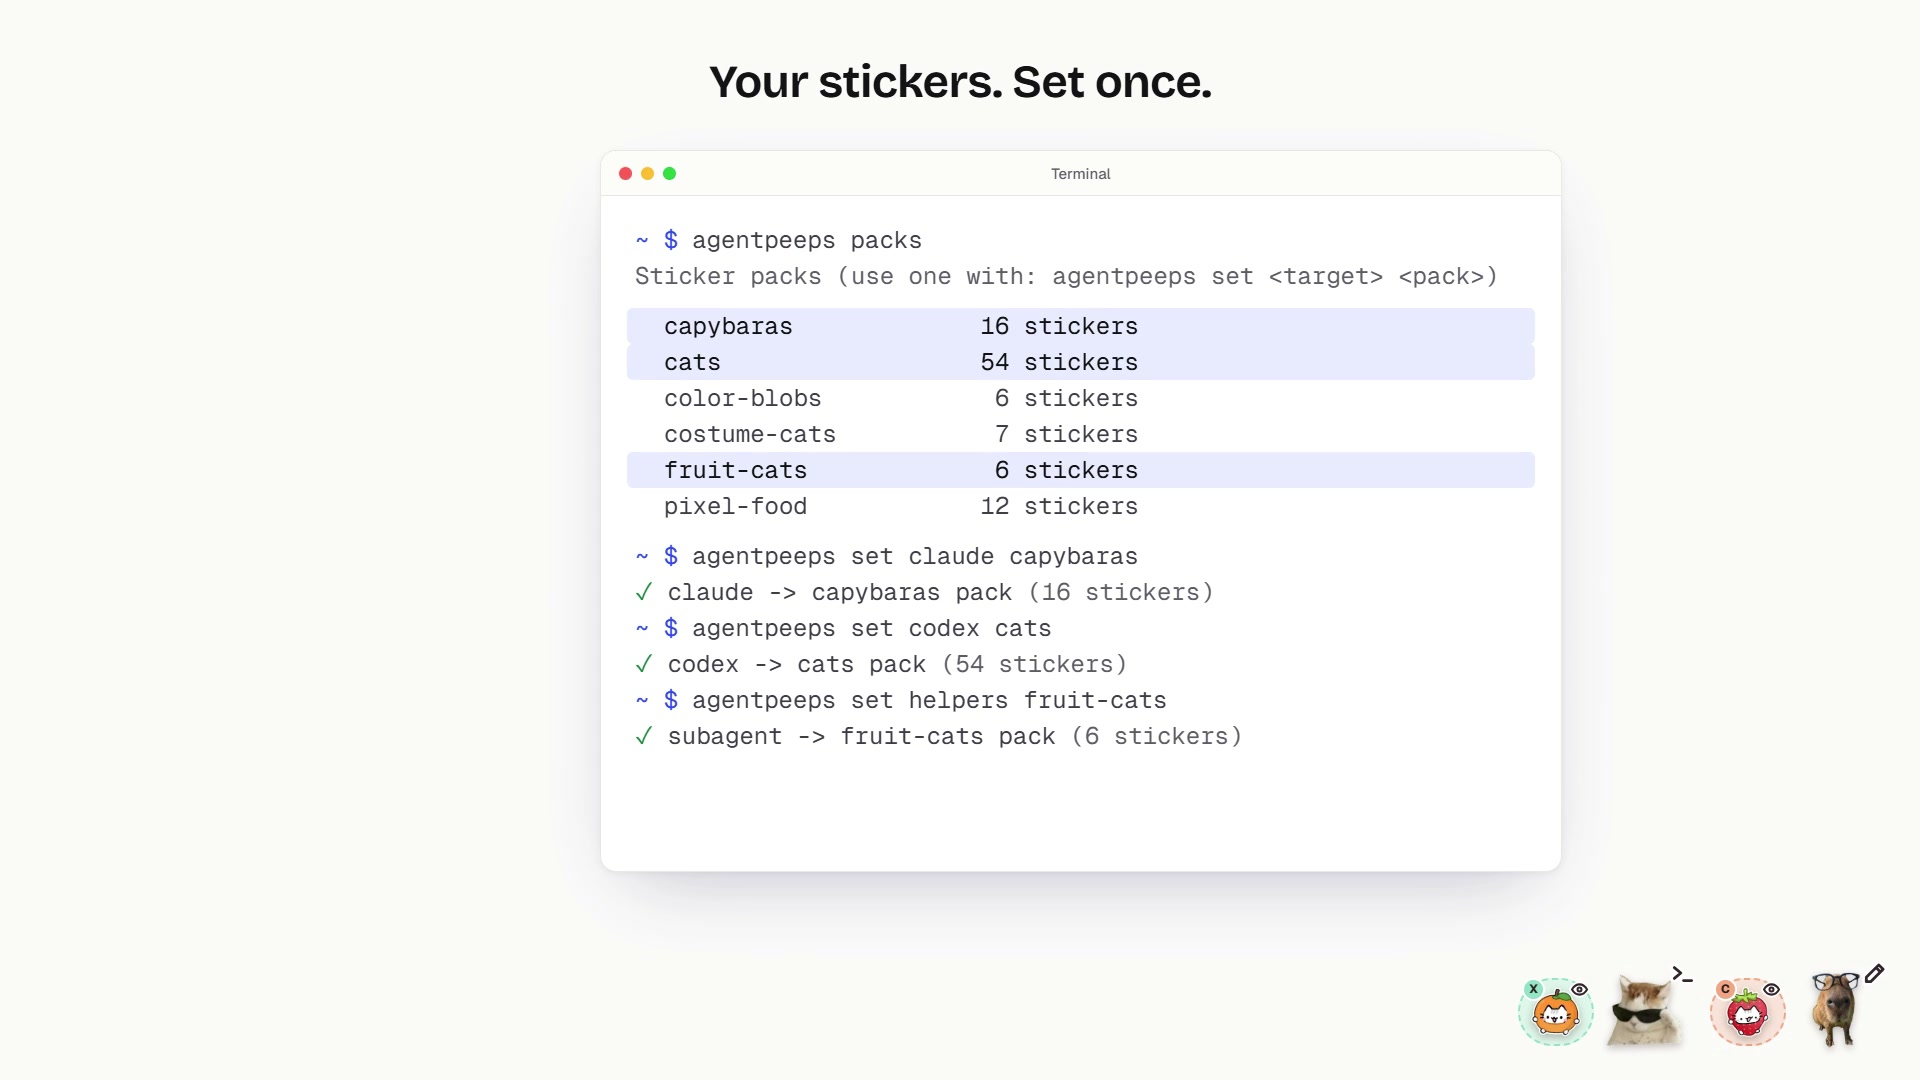 Your stickers. Set once.
Terminal
~ $ agentpeeps packs
Sticker packs (use one with: agentpeeps set <target> <pack>)
capybaras 16 stickers
cats 54 stickers
color-blobs 6 stickers
costume-cats 7 stickers
fruit-cats 6 stickers
pixel-food 12 stickers
~ $ agentpeeps set claude capybaras
✓ claude -> capybaras pack (16 stickers)
~ $ agentpeeps set codex cats
✓ codex -> cats pack (54 stickers)
~ $ agentpeeps set helpers fruit-cats
✓ subagent -> fruit-cats pack (6 stickers)
X
>_
C